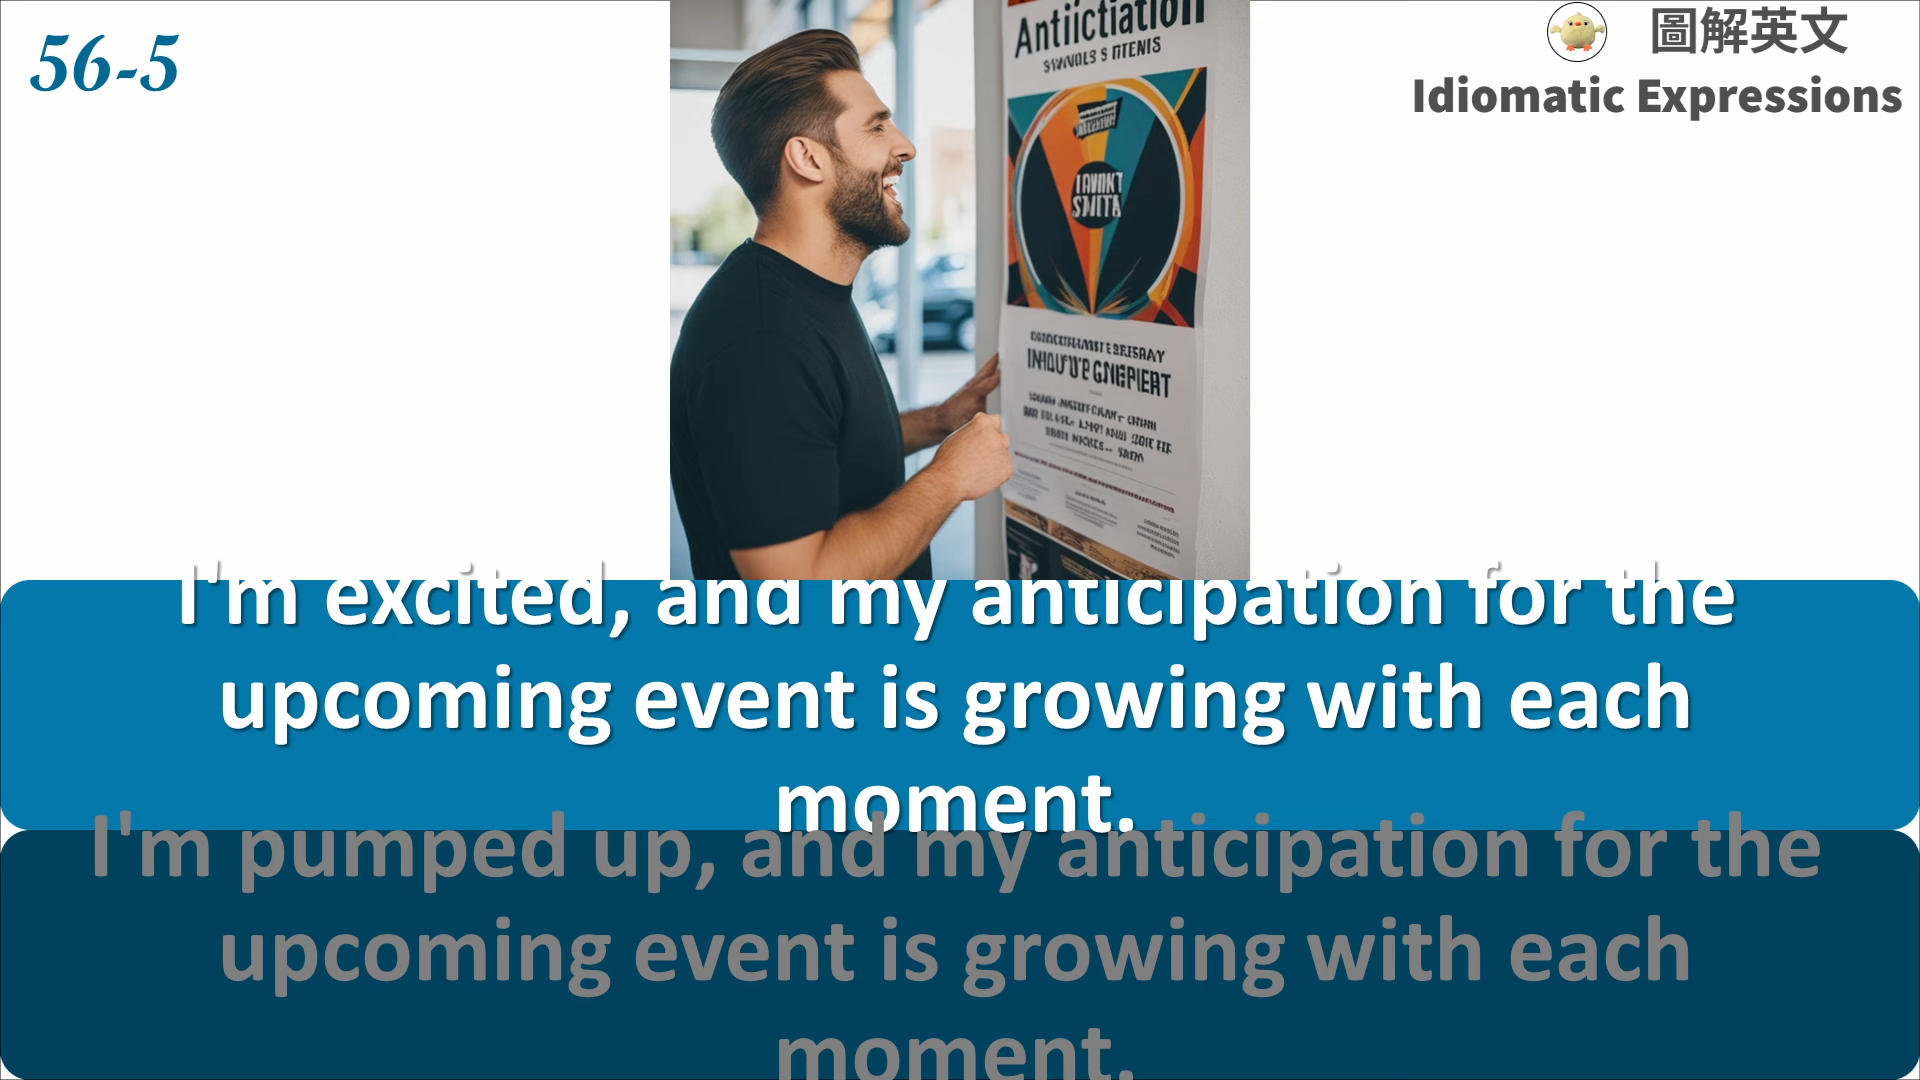 56-5
圖解英文
Idiomatic Expressions
Antiictiation
I'm excited, and my anticipation for the
upcoming event is growing with each
moment.
I'm pumped up, and my anticipation for the
upcoming event is growing with each
moment.